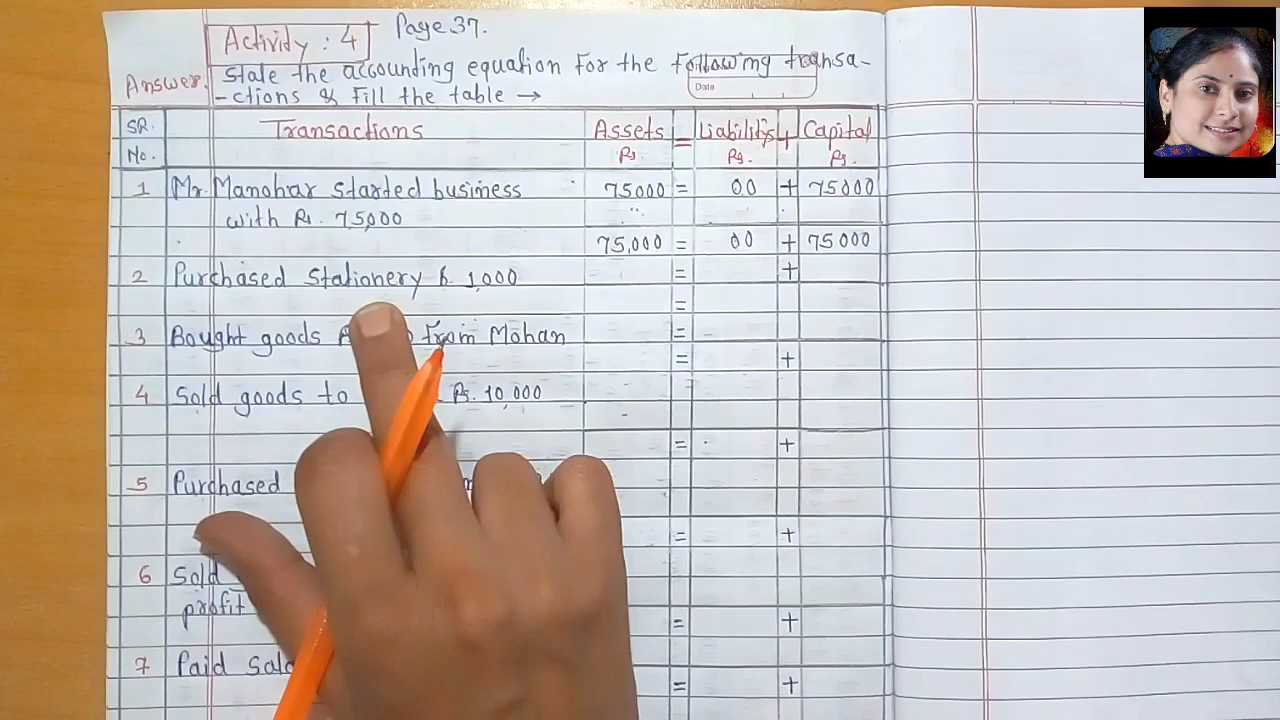 Activity : 4 Page 37.
Answer. State the accounting equation for the following transa-
-ctions & fill the table →
Date
SR. No. Transactions Assets Rs. = Liabilitys Rs. + Capital Rs.
1 Mr. Manohar started business 75000 = 00 + 75000
with Rs. 75,000
75,000 = 00 + 75000
2 Purchased Stationery Rs. 1,000 = +
=
3 Bought goods from Mohan =
= +
4 Sold goods to Rs. 10,000
= +
5 Purchased
= +
6 Sold
profit = +
7 Paid
= +